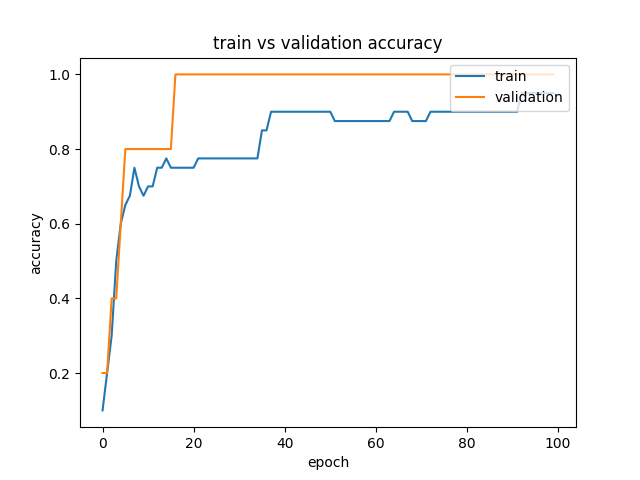 train vs validation accuracy
1.0
0.8
0.6
0.4
0.2
accuracy
train
validation
0 20 40 60 80 100
epoch